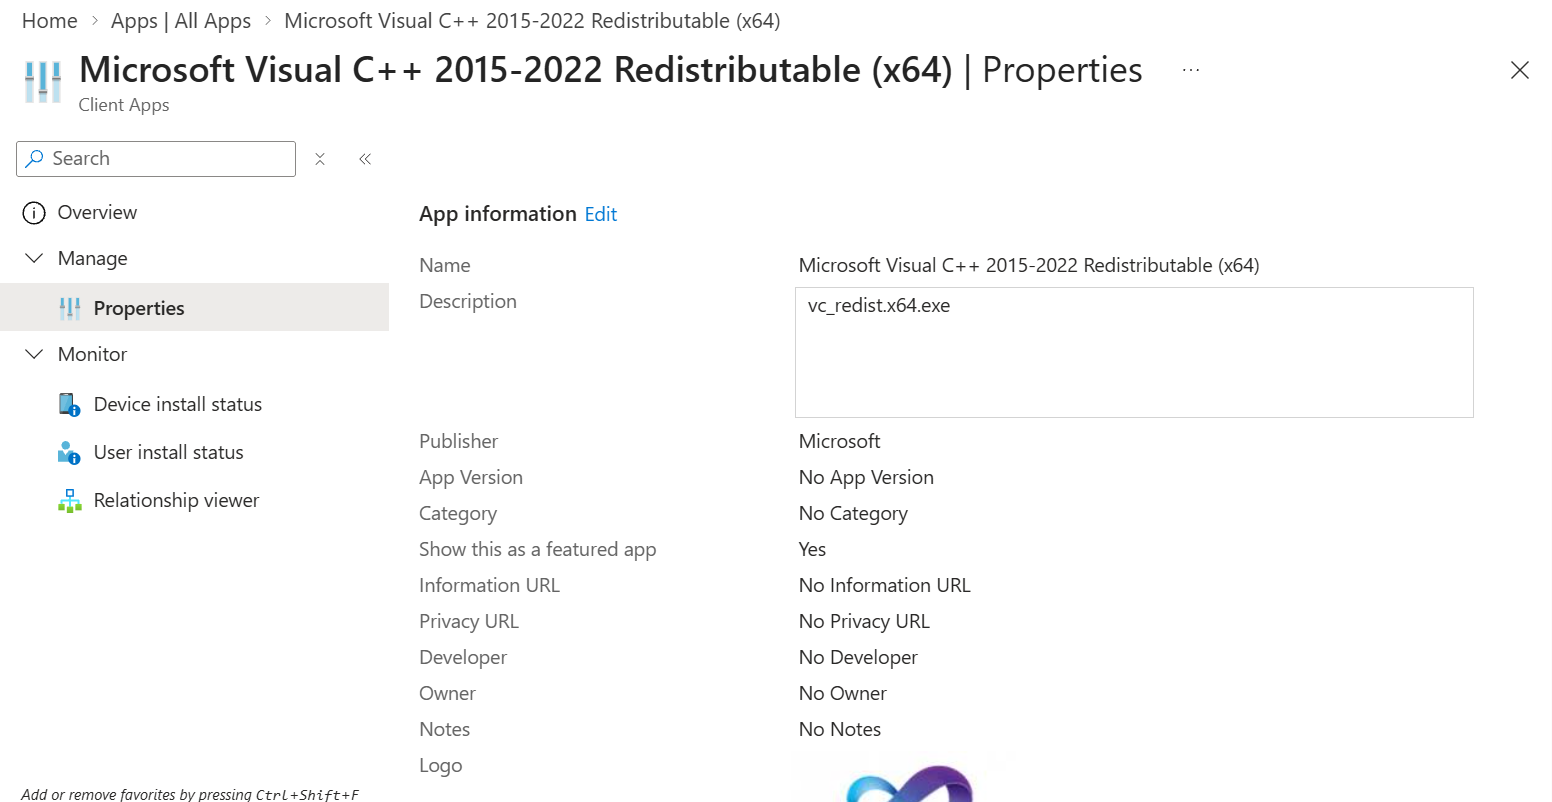 Home > Apps | All Apps > Microsoft Visual C++ 2015-2022 Redistributable (x64)
Microsoft Visual C++ 2015-2022 Redistributable (x64) | Properties ...
Client Apps
Search
Overview
Manage
Properties
Monitor
Device install status
User install status
Relationship viewer
Add or remove favorites by pressing Ctrl+Shift+F
App information Edit
Name Microsoft Visual C++ 2015-2022 Redistributable (x64)
Description vc_redist.x64.exe
Publisher Microsoft
App Version No App Version
Category No Category
Show this as a featured app Yes
Information URL No Information URL
Privacy URL No Privacy URL
Developer No Developer
Owner No Owner
Notes No Notes
Logo